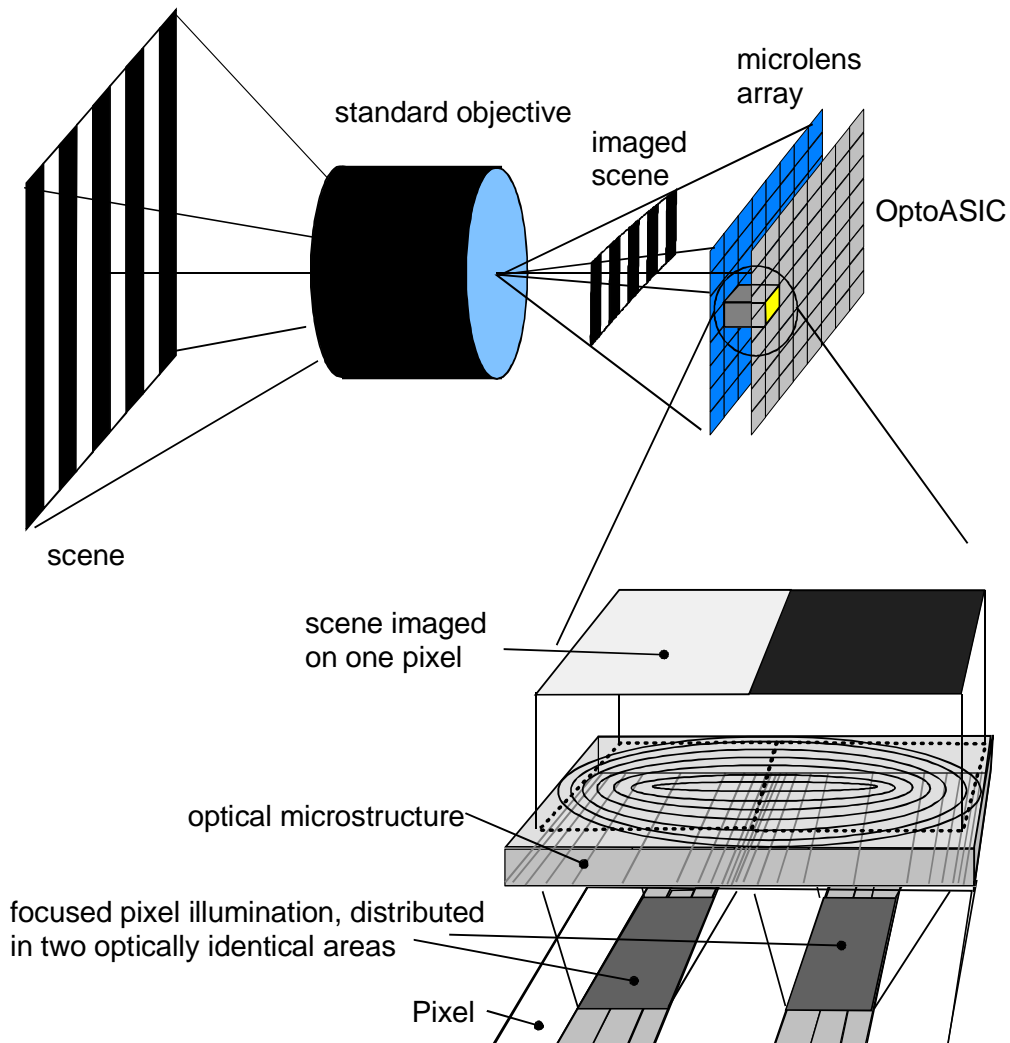 microlens
array
standard objective
imaged
scene
OptoASIC
scene
scene imaged
on one pixel
optical microstructure
focused pixel illumination, distributed
in two optically identical areas
Pixel